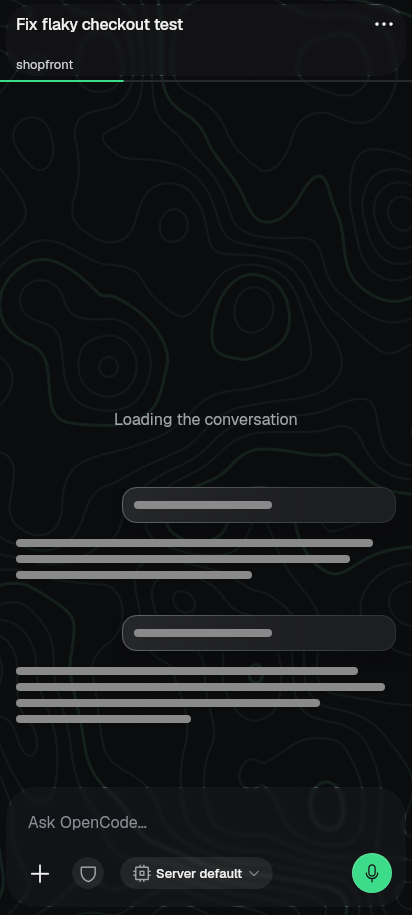 Fix flaky checkout test
shopfront
Loading the conversation
Ask OpenCode...
Server default